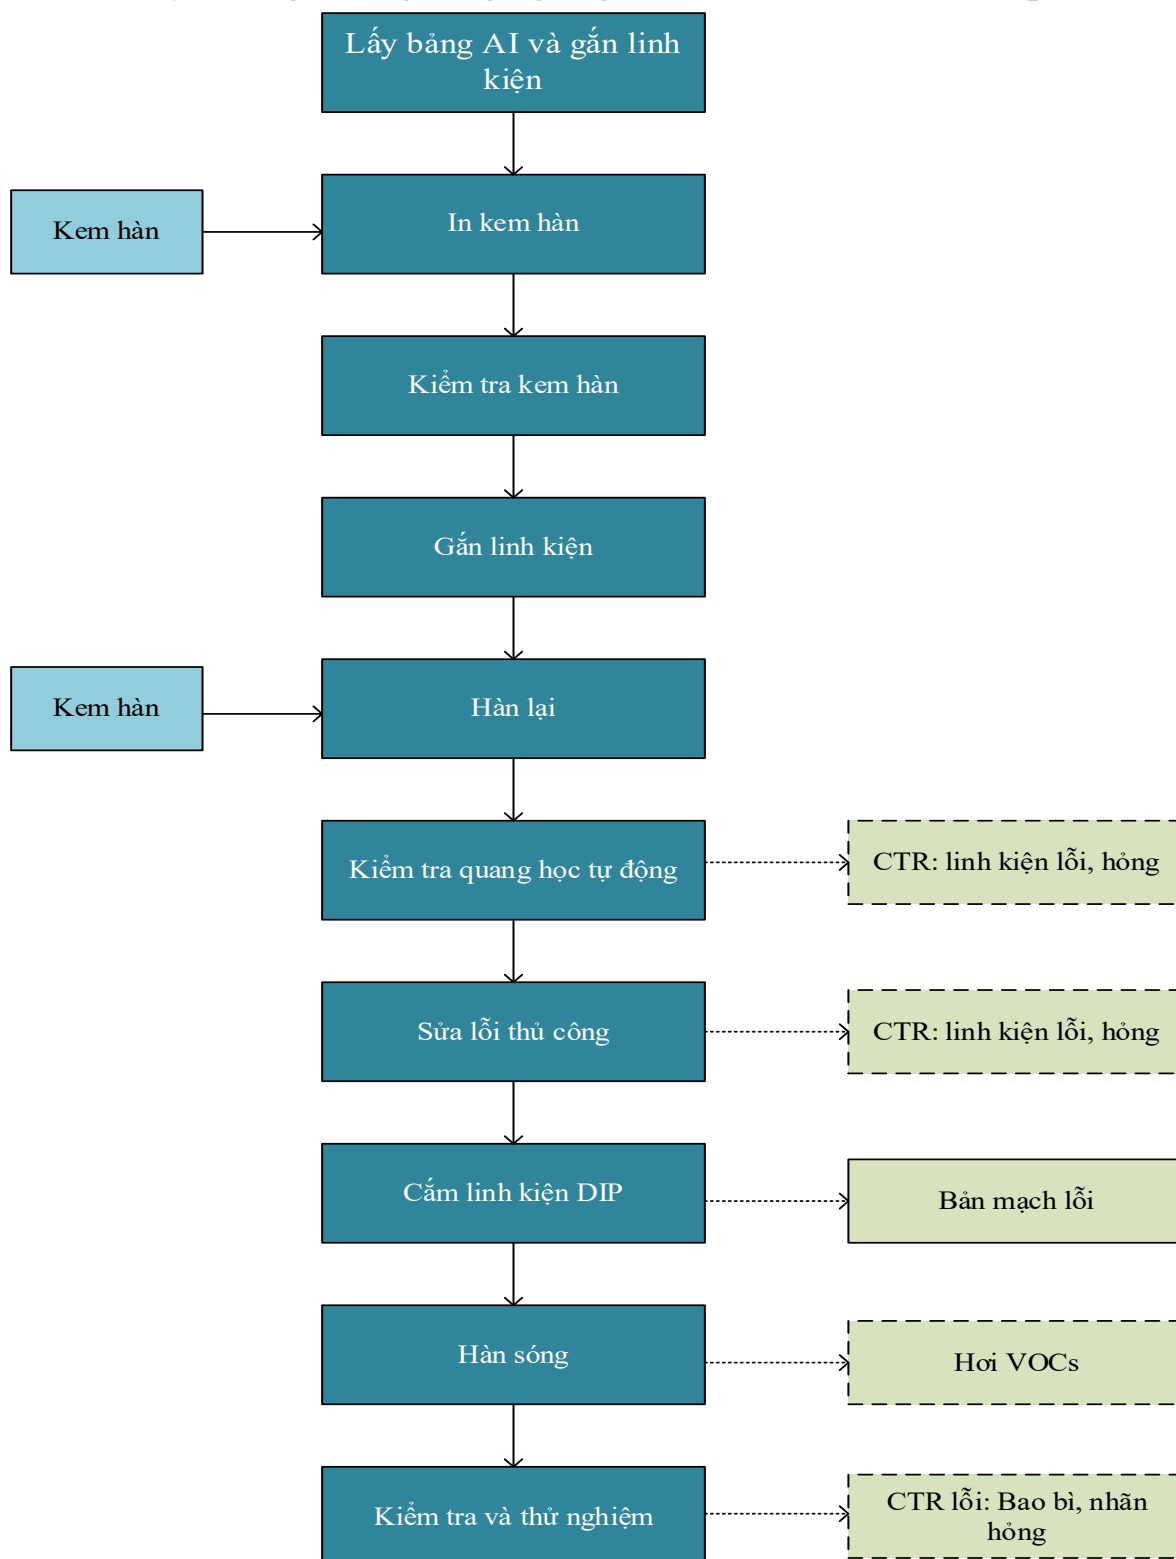 Lấy bảng AI và gắn linh
kiện
Kem hàn
In kem hàn
Kiểm tra kem hàn
Gắn linh kiện
Kem hàn
Hàn lại
Kiểm tra quang học tự động
CTR: linh kiện lỗi, hỏng
Sửa lỗi thủ công
CTR: linh kiện lỗi, hỏng
Cắm linh kiện DIP
Bản mạch lỗi
Hàn sóng
Hơi VOCs
Kiểm tra và thử nghiệm
CTR lỗi: Bao bì, nhãn
hỏng